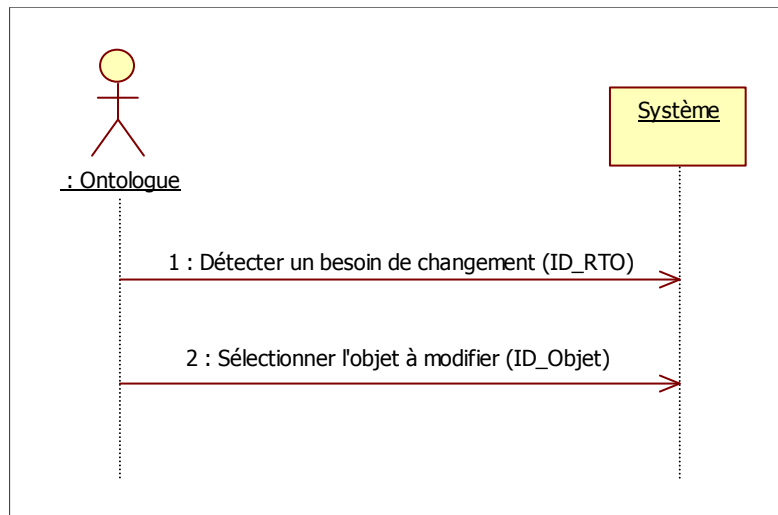 Système
: Ontologue
1 : Détecter un besoin de changement (ID_RTO)
2 : Sélectionner l'objet à modifier (ID_Objet)